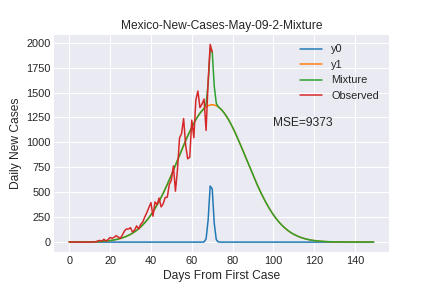 Mexico-New-Cases-May-09-2-Mixture
2000
1750
1500
1250
1000
750
500
250
0
Daily New Cases
y0
y1
Mixture
Observed
MSE=9373
0 20 40 60 80 100 120 140
Days From First Case